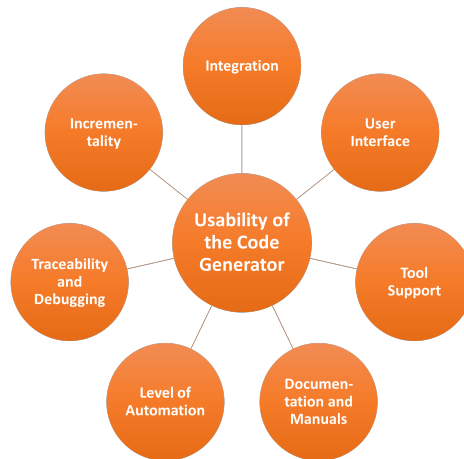 Integration
User
Interface
Tool
Support
Documen-
tation and
Manuals
Level of
Automation
Traceability
and
Debugging
Incremen-
tality
Usability of
the Code
Generator